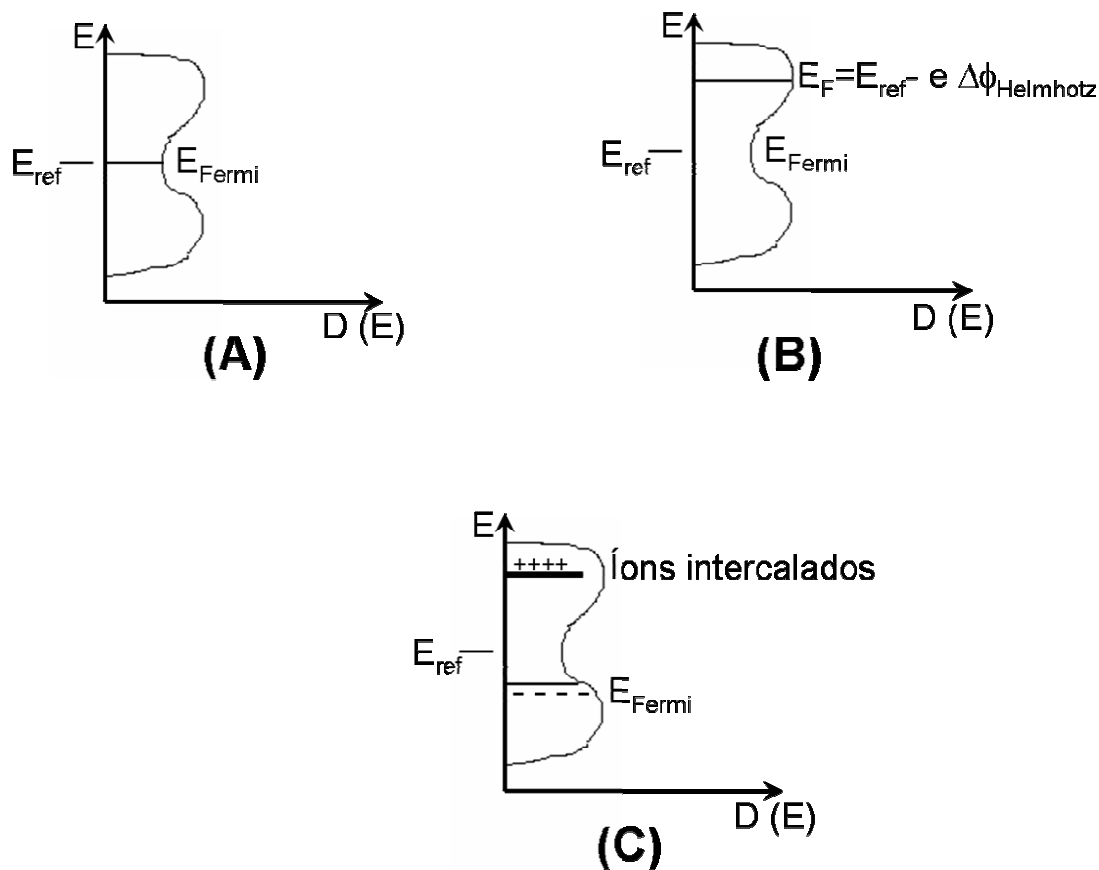 E
E_ref
E_Fermi
D (E)
(A)
E
E_F=E_ref- e Δϕ_Helmhotz
E_ref
E_Fermi
D (E)
(B)
E
++++
Íons intercalados
E_ref
E_Fermi
D (E)
(C)